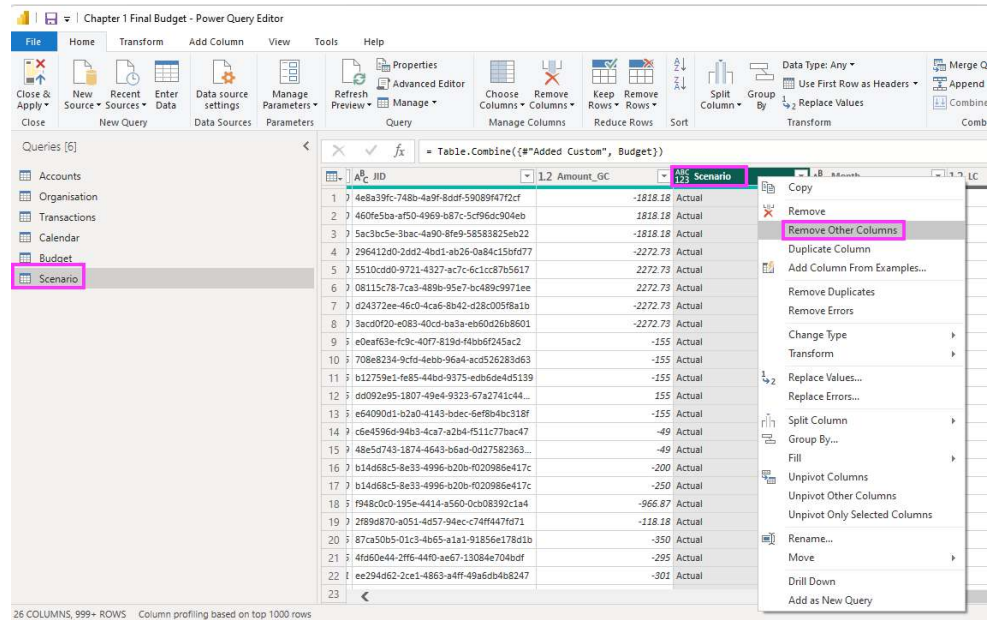 Chapter 1 Final Budget - Power Query Editor
File Home Transform Add Column View Tools Help
Close & Apply
New Source
Recent Sources
Enter Data
Data source settings
Manage Parameters
Refresh Preview
Properties
Advanced Editor
Manage
Choose Columns
Remove Columns
Keep Rows
Remove Rows
Split Column
Group By
Data Type: Any
Use First Row as Headers
Replace Values
Merge Q
Append
Combine
Close New Query Data Sources Parameters Query Manage Columns Reduce Rows Sort Transform Comb
Queries [6]
= Table.Combine({#"Added Custom", Budget})
Accounts
Organisation
Transactions
Calendar
Budget
Scenario
JID 1.2 Amount_GC ABC 123 Scenario Month 1.2 LC
1 4e8a39fc-748b-4a9f-8ddf-59089f47f2cf -1818.18 Actual
2 460fe5ba-af50-4969-b87c-5cf96dc904eb 1818.18 Actual
3 5ac3bc5e-3bac-4a90-8fe9-58583825eb22 -1818.18 Actual
4 296412d0-2dd2-4bd1-ab26-0a84c15bfd77 -2272.73 Actual
5 5510cdd0-9721-4327-ac7c-6c1cc87b5617 2272.73 Actual
6 08115c78-7ca3-489b-95e7-bc489c9971ee 2272.73 Actual
7 d24372ee-46c0-4ca6-8b42-d28c005f8a1b -2272.73 Actual
8 3acd0f20-e083-40cd-ba3a-eb60d26b8601 -2272.73 Actual
9 e0eaf63e-fc9c-40f7-819d-f4bb6f245ac2 -155 Actual
10 708e8234-9cfd-4ebb-96a4-acd526283d63 -155 Actual
11 b12759e1-fe85-44bd-9375-edb6de4d5139 -155 Actual
12 dd092e95-1807-49e4-9323-67a2741c44... 155 Actual
13 e64090d1-b2a0-4143-bdec-6ef8b4bc318f -155 Actual
14 c6e4596d-94b3-4ca7-a2b4-f511c77bac47 -49 Actual
15 48e5d743-1874-4643-b6ad-0d27582363... -49 Actual
16 b14d68c5-8e33-4996-b20b-f020986e417c -200 Actual
17 b14d68c5-8e33-4996-b20b-f020986e417c -250 Actual
18 f948c0c0-195e-4414-a560-0cb08392c1a4 -966.87 Actual
19 2f89d870-a051-4d57-94ec-c74ff447fd71 -118.18 Actual
20 87ca50b5-01c3-4b65-a1a1-91856e178d1b -350 Actual
21 4fd60e44-2ff6-44f0-ae67-13084e704bdf -295 Actual
22 ee294d62-2ce1-4863-a4ff-49a6db4b8247 -301 Actual
23
Copy
Remove
Remove Other Columns
Duplicate Column
Add Column From Examples...
Remove Duplicates
Remove Errors
Change Type
Transform
Replace Values...
Replace Errors...
Split Column
Group By...
Fill
Unpivot Columns
Unpivot Other Columns
Unpivot Only Selected Columns
Rename...
Move
Drill Down
Add as New Query
26 COLUMNS, 999+ ROWS Column profiling based on top 1000 rows